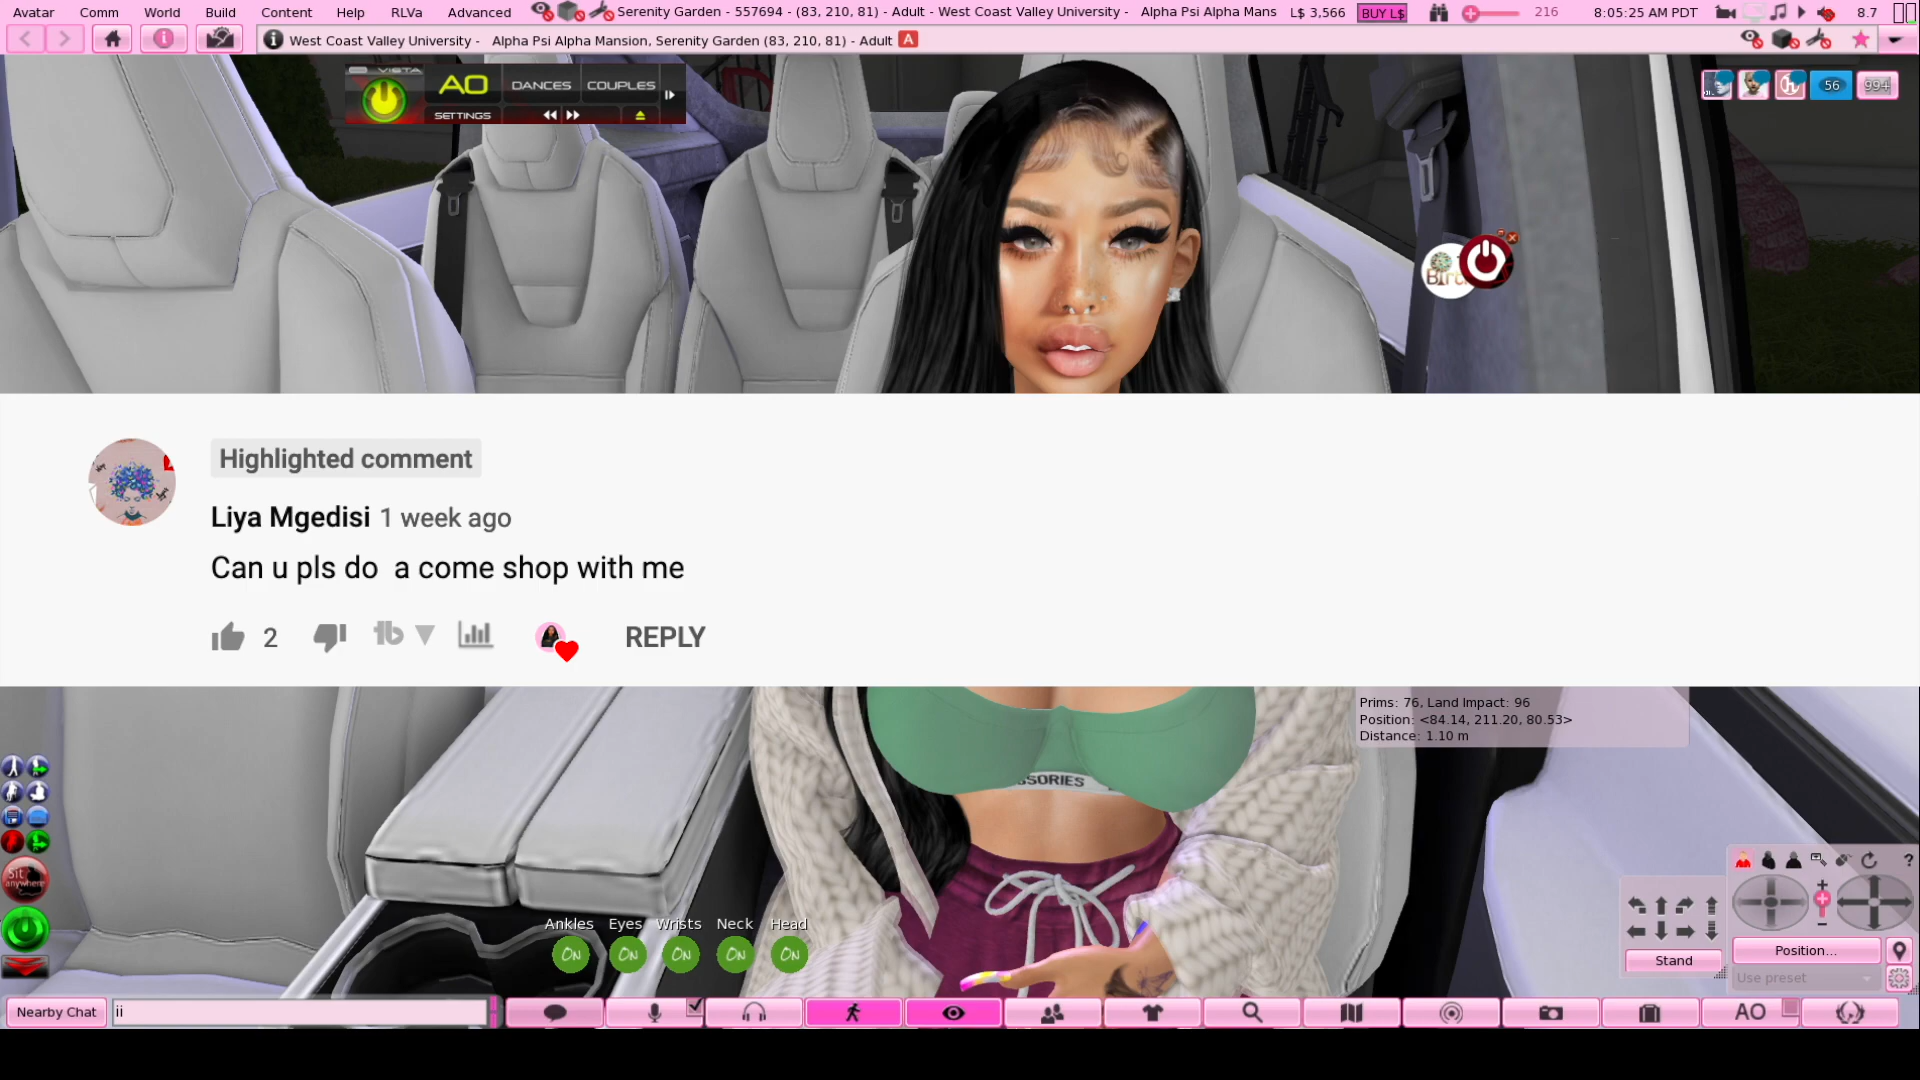 Avatar Comm World Build Content Help RLVa Advanced Serenity Garden - 557694 - (83, 210, 81) - Adult - West Coast Valley University - Alpha Psi Alpha Mans L$ 3,566 BUY L$ 216 8:05:25 AM PDT 8.7
West Coast Valley University - Alpha Psi Alpha Mansion, Serenity Garden (83, 210, 81) - Adult A
VISTA
AO DANCES COUPLES
SETTINGS
56 994
Highlighted comment
Liya Mgedisi 1 week ago
Can u pls do a come shop with me
2 REPLY
Prims: 76, Land Impact: 96
Position: <84.14, 211.20, 80.53>
Distance: 1.10 m
SSORIES
Sit
anywhere
Ankles Eyes Wrists Neck Head
On On On On On
?
Position...
Stand
Use preset
Nearby Chat ii AO